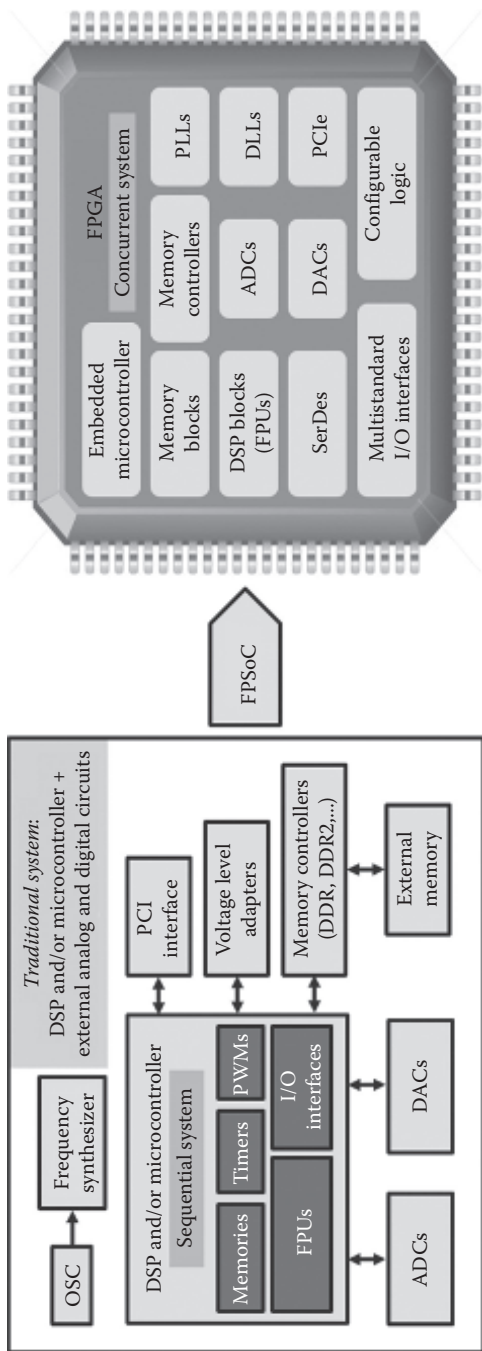 Traditional system:
DSP and/or microcontroller +
external analog and digital circuits
OSC
Frequency
synthesizer
DSP and/or microcontroller
Sequential system
Memories
Timers
PWMs
FPUs
I/O
interfaces
PCI
interface
Voltage level
adapters
Memory controllers
(DDR, DDR2,...)
External
memory
ADCs
DACs
FPSoC
FPGA
Concurrent system
Embedded
microcontroller
Memory
blocks
Memory
controllers
PLLs
DSP blocks
(FPUs)
ADCs
DLLs
SerDes
DACs
PCIe
Multistandard
I/O interfaces
Configurable
logic